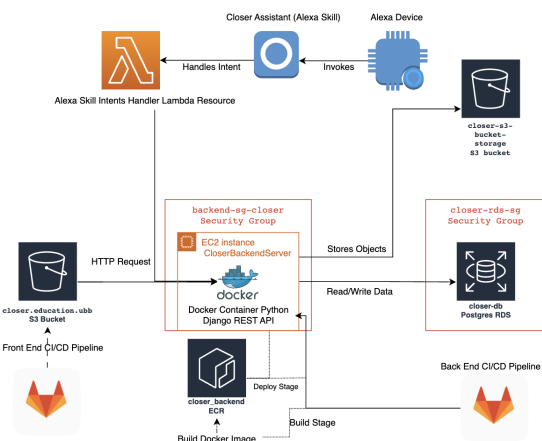 Closer Assistant (Alexa Skill)
Alexa Device
Handles Intent
Invokes
Alexa Skill Intents Handler Lambda Resource
closer-s3-
bucket-
storage
S3 bucket
backend-sg-closer
Security Group
closer-rds-sg
Security Group
EC2 instance
CloserBackendServer
Stores Objects
HTTP Request
docker
Read/Write Data
Docker Container Python
Django REST API
closer.education.ubb
S3 Bucket
closer-db
Postgres RDS
Front End CI/CD Pipeline
Back End CI/CD Pipeline
Deploy Stage
closer_backend
ECR
Build Stage
Build Docker Image